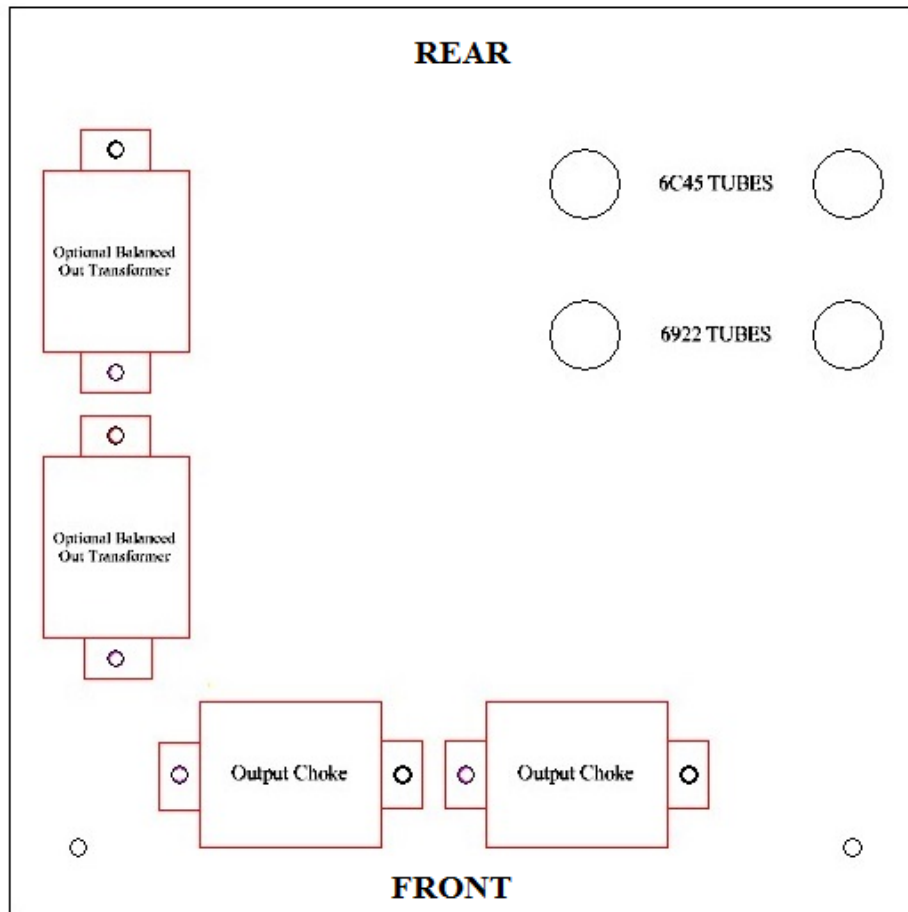 REAR
6C45 TUBES
Optional Balanced
Out Transformer
6922 TUBES
Optional Balanced
Out Transformer
Output Choke
Output Choke
FRONT